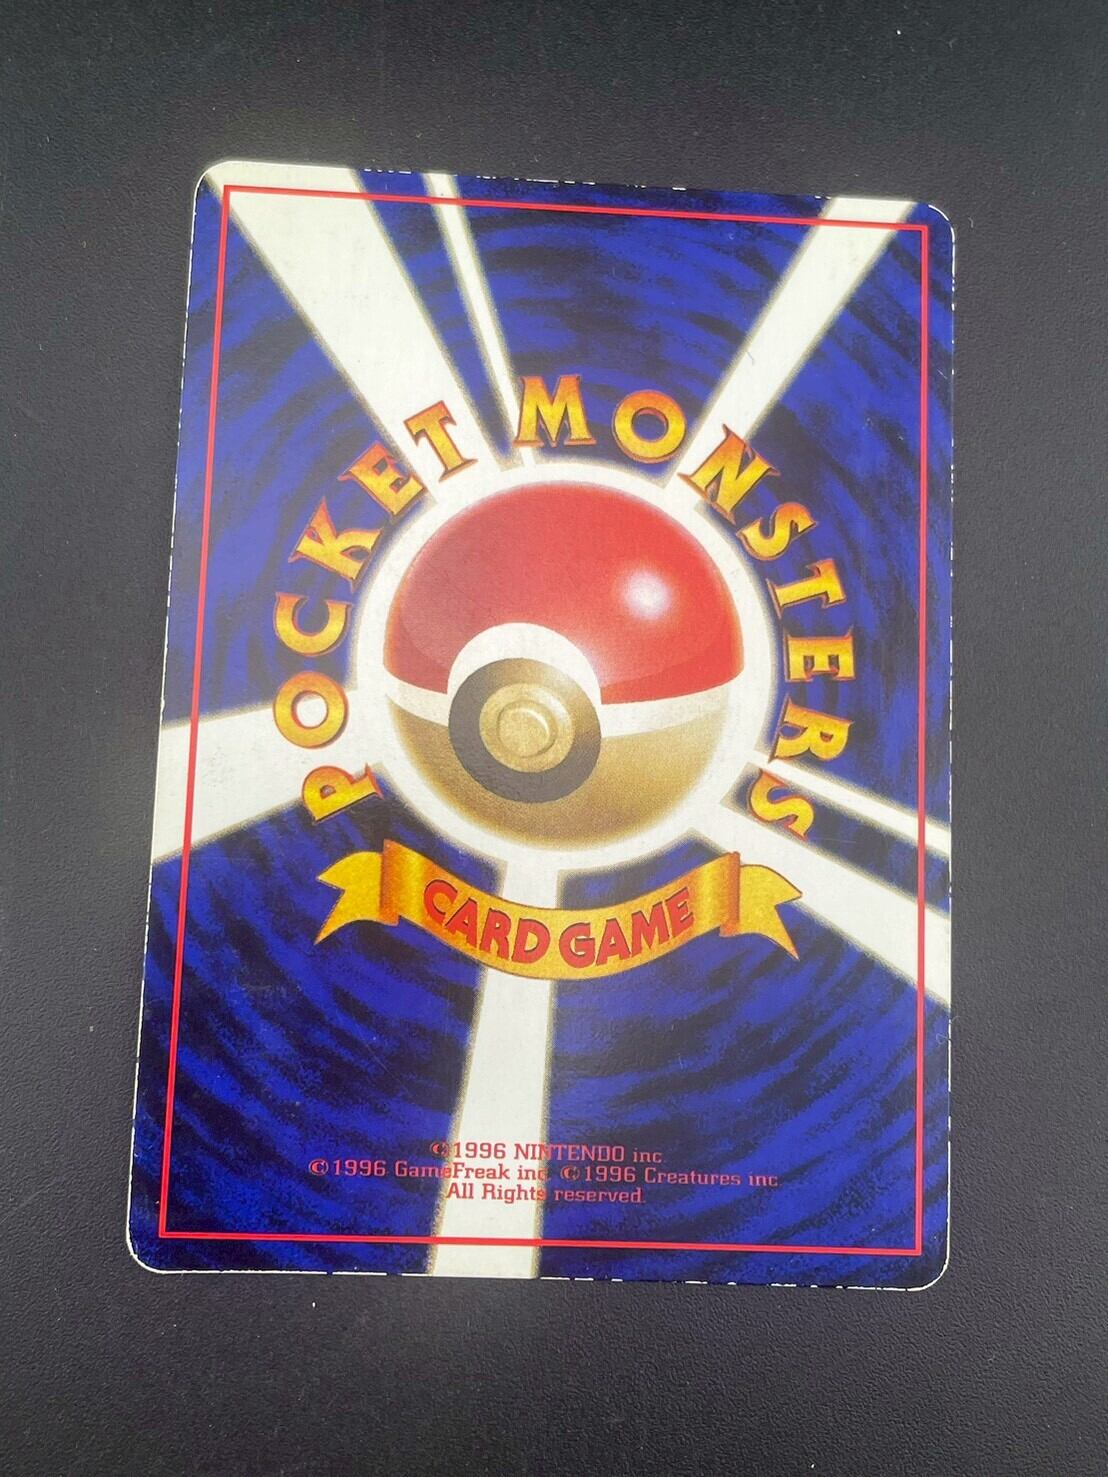 POCKET MONSTERS
CARD GAME
©1996 NINTENDO inc
©1996 GameFreak inc ©1996 Creatures inc
All Rights reserved.